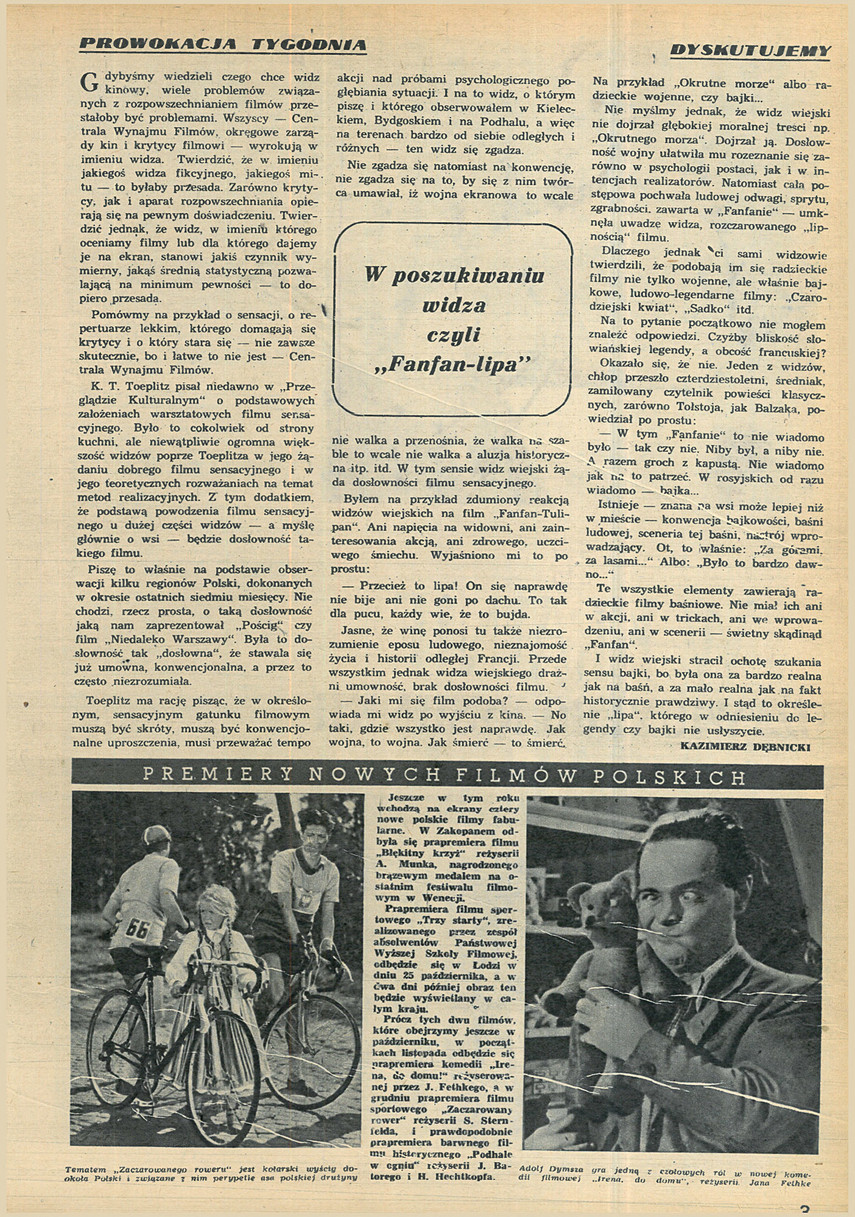 PROWOKACJA TYGODNIA
DYSKUTUJEMY
Gdybyśmy wiedzieli czego chce widz
kinowy, wiele problemów związa-
nych z rozpowszechnianiem filmów prze-
stałoby być problemami. Wszyscy — Cen-
trala Wynajmu Filmów, okręgowe zarzą-
dy kin i krytycy filmowi — wyrokują w
imieniu widza. Twierdzić, że w imieniu
jakiegoś widza fikcyjnego, jakiegoś mi-
tu — to byłaby przesada. Zarówno kryty-
cy, jak i aparat rozpowszechniania opie-
rają się na pewnym doświadczeniu. Twier-
dzić jednak, że widz, w imieniu którego
oceniamy filmy lub dla którego dajemy
je na ekran, stanowi jakiś czynnik wy-
mierny, jakąś średnią statystyczną pozwa-
lającą na minimum pewności — to do-
piero przesada.
Pomówmy na przykład o sensacji, o re-
pertuarze lekkim, którego domagają się
krytycy i o który stara się — nie zawsze
skutecznie, bo i łatwe to nie jest — Cen-
trala Wynajmu Filmów.
K. T. Toeplitz pisał niedawno w „Prze-
glądzie Kulturalnym“ o podstawowych
założeniach warsztatowych filmu sensa-
cyjnego. Było to cokolwiek od strony
kuchni, ale niewątpliwie ogromna więk-
szość widzów poprze Toeplitza w jego żą-
daniu dobrego filmu sensacyjnego i w
jego teoretycznych rozważaniach na temat
metod realizacyjnych. Z tym dodatkiem,
że podstawą powodzenia filmu sensacyj-
nego u dużej części widzów — a myślę
głównie o wsi — będzie dosłowność ta-
kiego filmu.
Piszę to właśnie na podstawie obser-
wacji kilku regionów Polski, dokonanych
w okresie ostatnich siedmiu miesięcy. Nie
chodzi, rzecz prosta, o taką dosłowność
jaką nam zaprezentował „Pościg“ czy
film „Niedaleko Warszawy“. Była to do-
słowność tak „dosłowna“, że stawała się
już umowna, konwencjonalna, a przez to
często niezrozumiała.
Toeplitz ma rację pisząc, że w określo-
nym, sensacyjnym gatunku filmowym
muszą być skróty, muszą być konwencjo-
nalne uproszczenia, musi przeważać tempo
akcji nad próbami psychologicznego po-
głębiania sytuacji. I na to widz, o którym
piszę i którego obserwowałem w Kielec-
kiem, Bydgoskiem i na Podhalu, a więc
na terenach bardzo od siebie odległych i
różnych — ten widz się zgadza.
Nie zgadza się natomiast na konwencję,
nie zgadza się na to, by się z nim twór-
ca umawiał, iż wojna ekranowa to wcale
W poszukiwaniu
widza
czyli
„Fanfan-lipa”
nie walka a przenośnia, że walka na sza-
ble to wcale nie walka a aluzja historycz-
na itp. itd. W tym sensie widz wiejski żą-
da dosłowności filmu sensacyjnego.
Byłem na przykład zdumiony reakcją
widzów wiejskich na film „Fanfan-Tuli-
pan“. Ani napięcia na widowni, ani zain-
teresowania akcją, ani zdrowego, uczci-
wego śmiechu. Wyjaśniono mi to po
prostu:
— Przecież to lipa! On się naprawdę
nie bije ani nie goni po dachu. To tak
dla pucu, każdy wie, że to bujda.
Jasne, że winę ponosi tu także niezro-
zumienie eposu ludowego, nieznajomość
życia i historii odległej Francji. Przede
wszystkim jednak widza wiejskiego draż-
ni umowność, brak dosłowności filmu.
— Jaki mi się film podoba? — odpo-
wiada mi widz po wyjściu z kina. — No
taki, gdzie wszystko jest naprawdę. Jak
wojna, to wojna. Jak śmierć — to śmierć.
Na przykład „Okrutne morze“ albo ra-
dzieckie wojenne, czy bajki...
Nie myślmy jednak, że widz wiejski
nie dojrzał głębokiej moralnej treści np.
„Okrutnego morza“. Dojrzał ją. Dosłow-
ność wojny ułatwiła mu rozeznanie się za-
równo w psychologii postaci, jak i w in-
tencjach realizatorów. Natomiast cała po-
stępowa pochwała ludowej odwagi, sprytu,
zgrabności, zawarta w „Fanfanie“ — umk-
nęła uwadze widza, rozczarowanego „lip-
nością“ filmu.
Dlaczego jednak ci sami widzowie
twierdzili, że podobają im się radzieckie
filmy nie tylko wojenne, ale właśnie baj-
kowe, ludowo-legendarne filmy: „Czaro-
dziejski kwiat“, „Sadko“ itd.
Na to pytanie początkowo nie mogłem
znaleźć odpowiedzi. Czyżby bliskość sło-
wiańskiej legendy, a obcość francuskiej?
Okazało się, że nie. Jeden z widzów,
chłop przeszło czterdziestoletni, średniak,
zamiłowany czytelnik powieści klasycz-
nych, zarówno Tołstoja, jak Balzaka, po-
wiedział po prostu:
— W tym „Fanfanie“ to nie wiadomo
było — tak czy nie. Niby był, a niby nie.
A razem groch z kapustą. Nie wiadomo
jak na to patrzeć. W rosyjskich od razu
wiadomo — bajka...
Istnieje — znana na wsi może lepiej niż
w mieście — konwencja bajkowości, baśni
ludowej, sceneria tej baśni, nastrój wpro-
wadzający. Ot, to właśnie: „Za górami,
za lasami...“ Albo: „Było to bardzo daw-
no...“
Te wszystkie elementy zawierają ra-
dzieckie filmy baśniowe. Nie miał ich ani
w akcji, ani w trickach, ani we wprowa-
dzeniu, ani w scenerii — świetny skądinąd
„Fanfan“.
I widz wiejski stracił ochotę szukania
sensu bajki, bo była ona za bardzo realna
jak na baśń, a za mało realna jak na fakt
historycznie prawdziwy. I stąd to określe-
nie „lipa“, którego w odniesieniu do le-
gendy czy bajki nie usłyszycie.
KAZIMIERZ DĘBNICKI
PREMIERY NOWYCH FILMÓW POLSKICH
Jeszcze w tym roku
wchodzą na ekrany cztery
nowe polskie filmy fabu-
larne. W Zakopanem od-
była się prapremiera filmu
„Błękitny krzyż“ reżyserii
A. Munka, nagrodzonego
brązowym medalem na o-
statnim festiwalu filmo-
wym w Wenecji.
Prapremiera filmu spor-
towego „Trzy starty“, zre-
alizowanego przez zespół
absolwentów Państwowej
Wyższej Szkoły Filmowej,
odbędzie się w Łodzi w
dniu 25 października, a w
dwa dni później obraz ten
będzie wyświetlany w ca-
łym kraju.
Prócz tych dwu filmów,
które obejrzymy jeszcze w
październiku, w począt-
kach listopada odbędzie się
prapremiera komedii „Ire-
na, do domu!“ reżyserowa-
nej przez J. Fethkego, a w
grudniu prapremiera filmu
sportowego „Zaczarowany
rower“ reżyserii S. Stern-
felda, i prawdopodobnie
prapremiera barwnego fil-
mu historycznego „Podhale
w ogniu“ reżyserii J. Ba-
torego i H. Hechtkopfa.
66
Tematem „Zaczarowanego roweru“ jest kolarski wyścig do-
okoła Polski i związane z nim perypetie asa polskiej drużyny
Adolf Dymsza gra jedną z czołowych ról w nowej kome-
dii filmowej „Irena, do domu“, reżyserii Jana Fethke
3